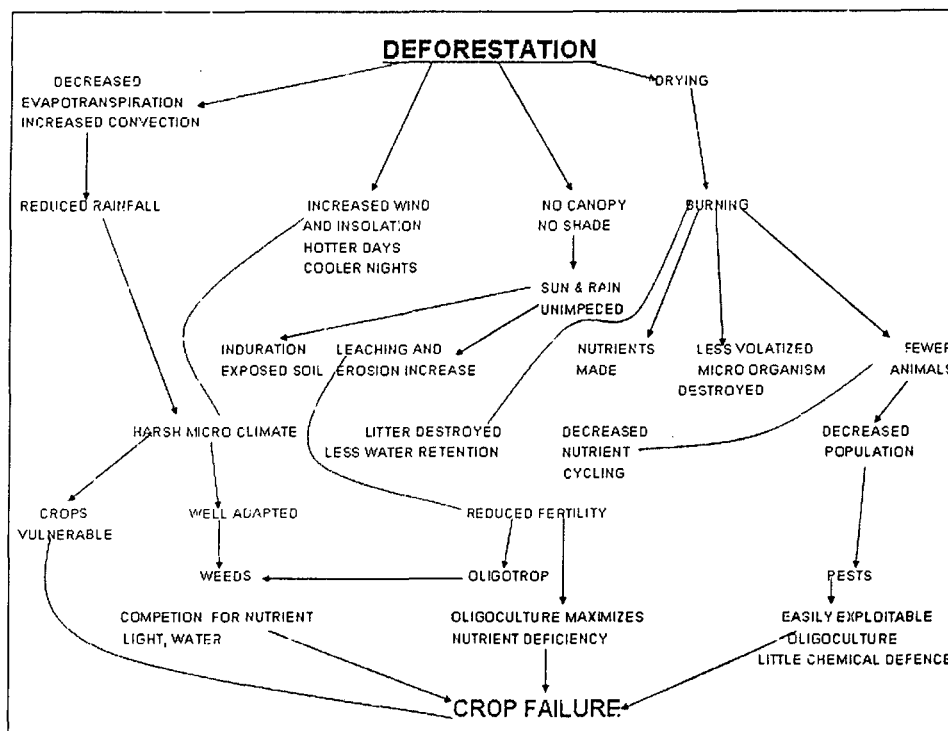 DEFORESTATION
DECREASED
EVAPOTRANSPIRATION
INCREASED CONVECTION
DRYING
REDUCED RAINFALL
INCREASED WIND
AND INSOLATION
HOTTER DAYS
COOLER NIGHTS
NO CANOPY
NO SHADE
BURNING
SUN & RAIN
UNIMPECED
INDURATION
EXPOSED SOIL
LEACHING AND
EROSION INCREASE
NUTRIENTS
MADE
LESS VOLATIZED
MICRO ORGANISM
DESTROYED
FEWER
ANIMALS
HARSH MICRO CLIMATE
LITTER DESTROYED
LESS WATER RETENTION
DECREASED
NUTRIENT
CYCLING
DECREASED
POPULATION
CROPS
VULNERABLE
WELL ADAPTED
REDUCED FERTILITY
WEEDS
OLIGOTROP
PESTS
COMPETION FOR NUTRIENT
LIGHT, WATER
OLIGOCULTURE MAXIMIZES
NUTRIENT DEFICIENCY
EASILY EXPLOITABLE
OLIGOCULTURE
LITTLE CHEMICAL DEFENCE
CROP FAILURE